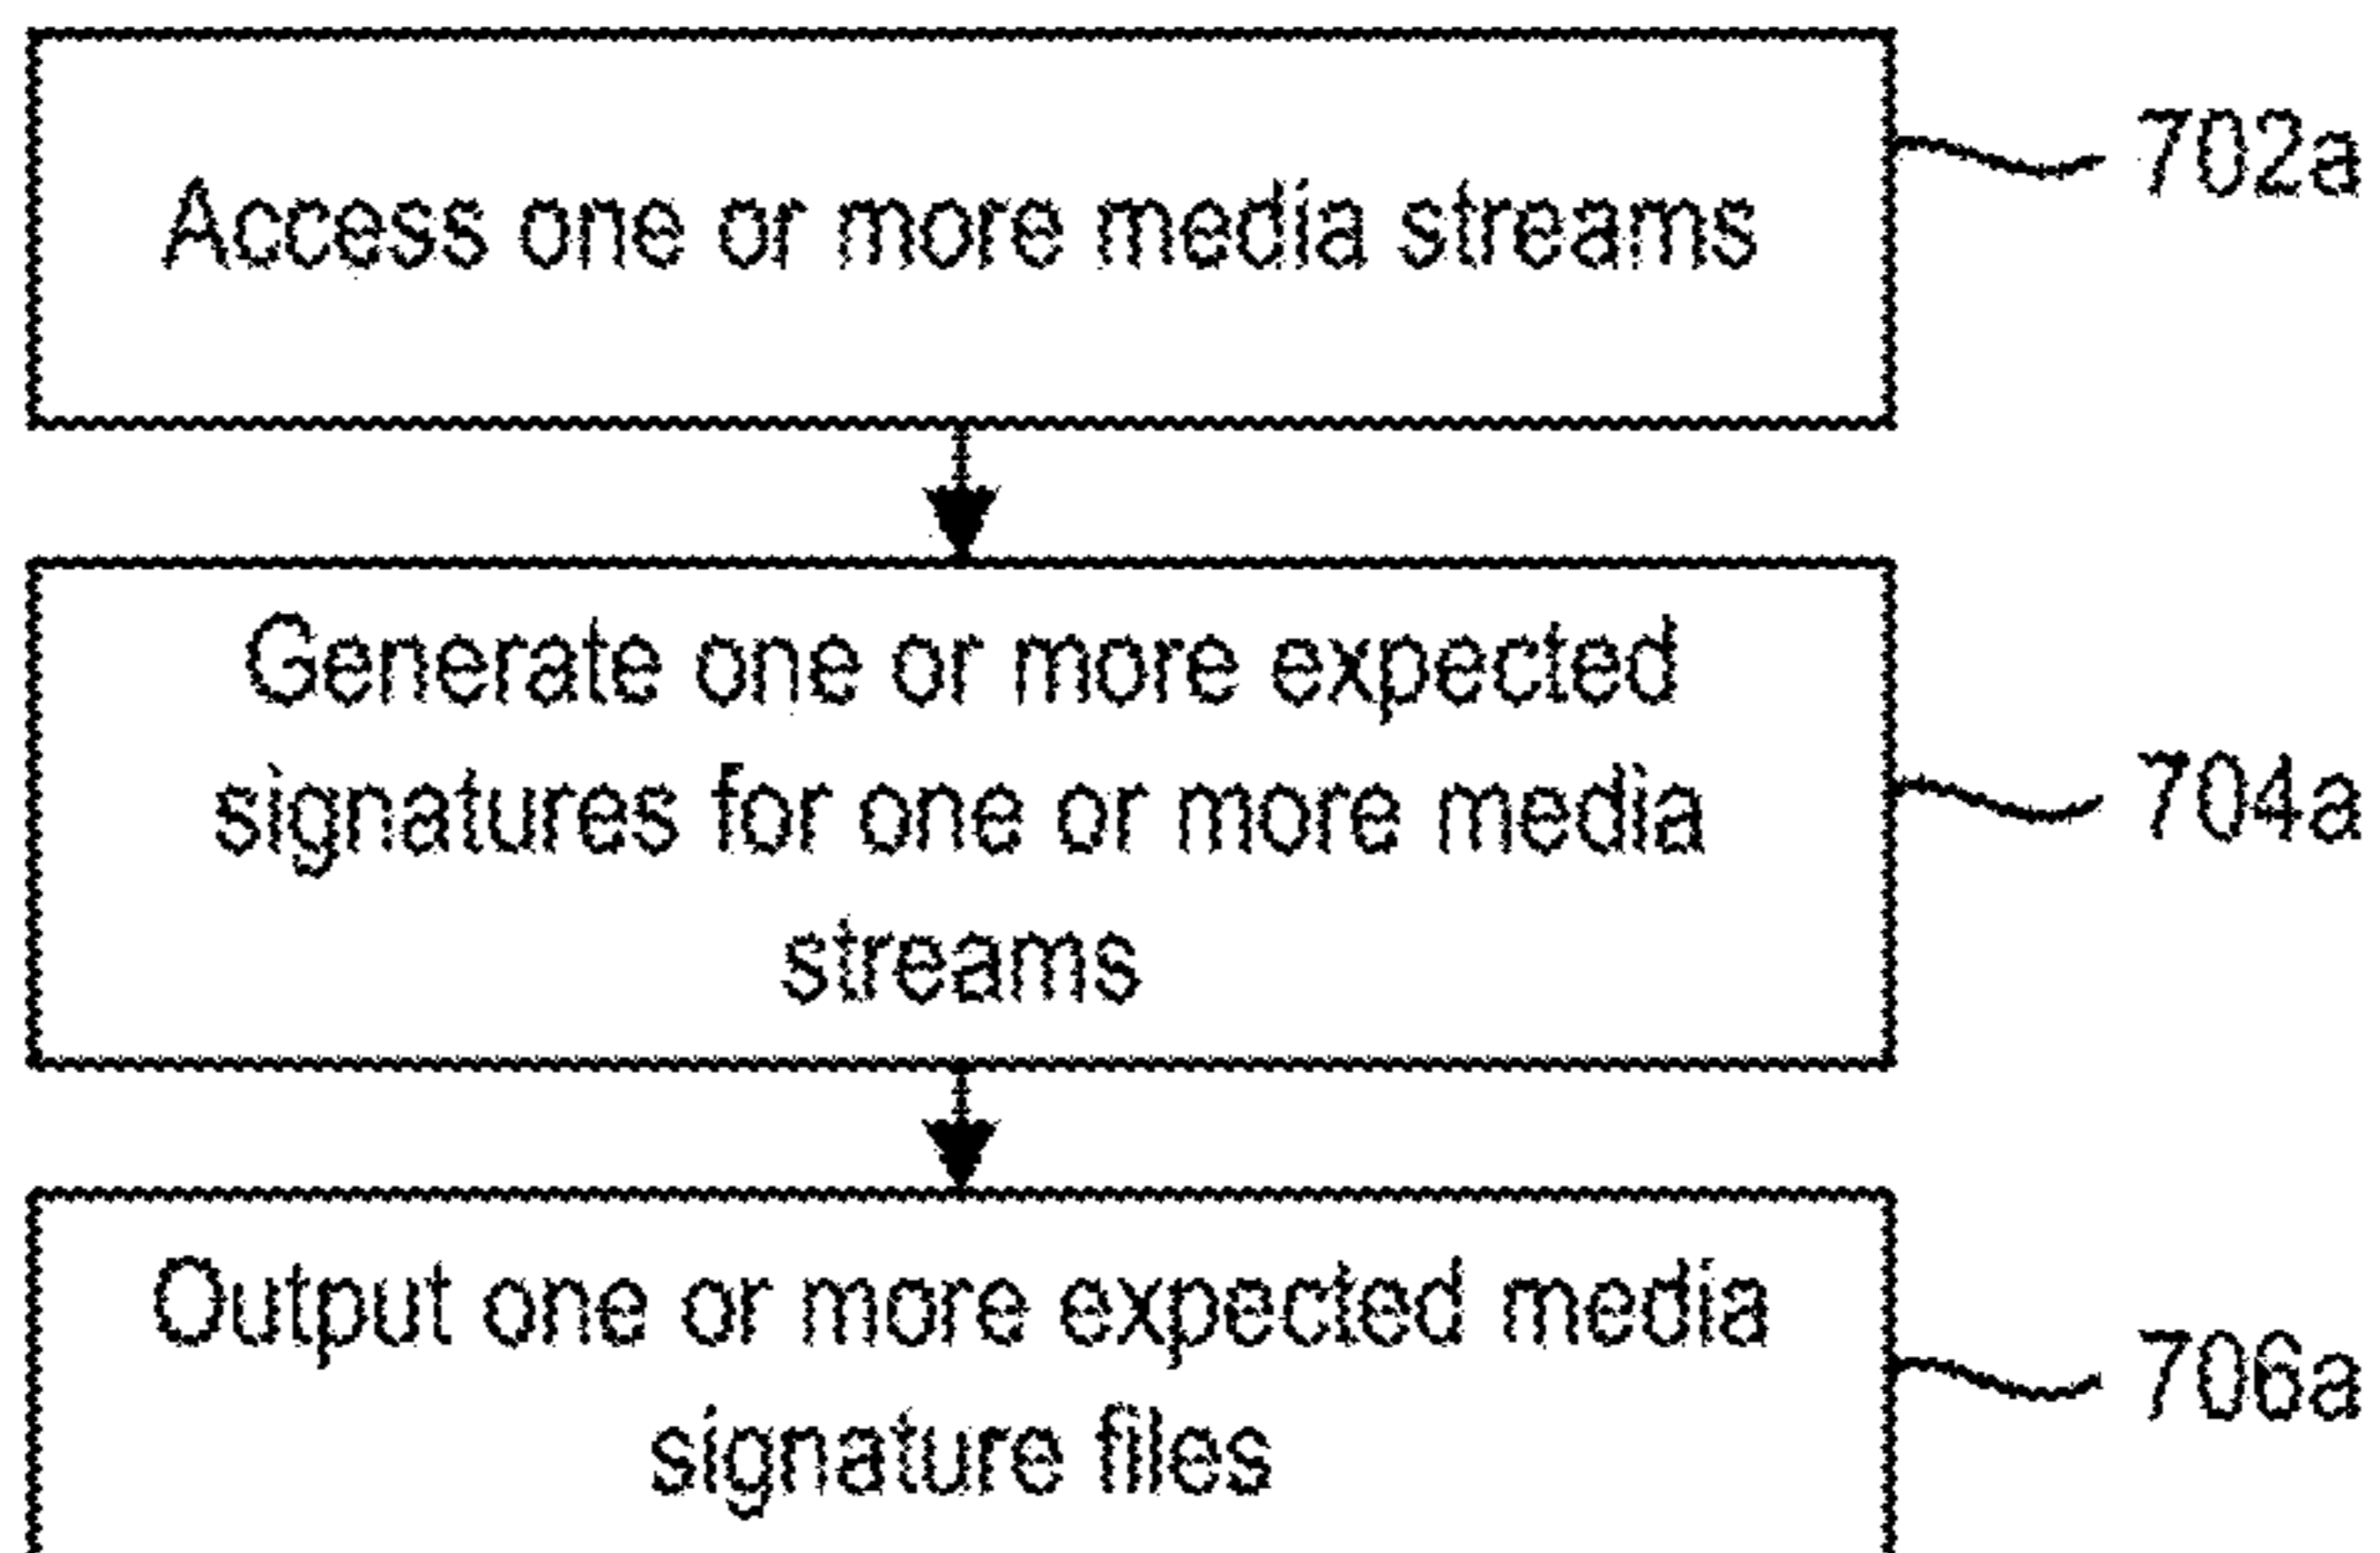 Access one or more media streams
702a
Generate one or more expected
signatures for one or more media
streams
704a
Output one or more expected media
signature files
706a